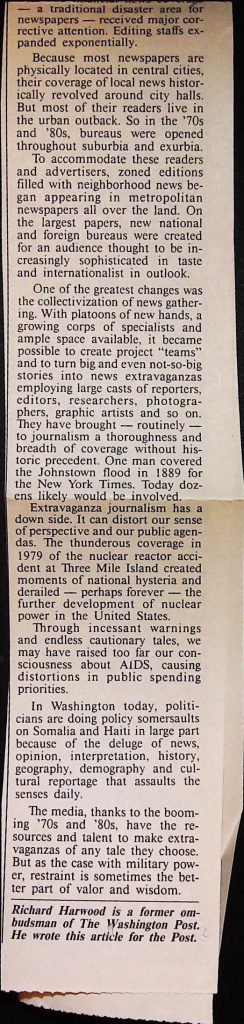 — a traditional disaster area for
newspapers — received major cor-
rective attention. Editing staffs ex-
panded exponentially.
Because most newspapers are
physically located in central cities,
their coverage of local news histor-
ically revolved around city halls.
But most of their readers live in
the urban outback. So in the '70s
and '80s, bureaus were opened
throughout suburbia and exurbia.
To accommodate these readers
and advertisers, zoned editions
filled with neighborhood news be-
gan appearing in metropolitan
newspapers all over the land. On
the largest papers, new national
and foreign bureaus were created
for an audience thought to be in-
creasingly sophisticated in taste
and internationalist in outlook.
One of the greatest changes was
the collectivization of news gather-
ing. With platoons of new hands, a
growing corps of specialists and
ample space available, it became
possible to create project "teams"
and to turn big and even not-so-big
stories into news extravaganzas
employing large casts of reporters,
editors, researchers, photogra-
phers, graphic artists and so on.
They have brought — routinely —
to journalism a thoroughness and
breadth of coverage without his-
toric precedent. One man covered
the Johnstown flood in 1889 for
the New York Times. Today doz-
ens likely would be involved.
Extravaganza journalism has a
down side. It can distort our sense
of perspective and our public agen-
das. The thunderous coverage in
1979 of the nuclear reactor acci-
dent at Three Mile Island created
moments of national hysteria and
derailed — perhaps forever — the
further development of nuclear
power in the United States.
Through incessant warnings
and endless cautionary tales, we
may have raised too far our con-
sciousness about AIDS, causing
distortions in public spending
priorities.
In Washington today, politi-
cians are doing policy somersaults
on Somalia and Haiti in large part
because of the deluge of news,
opinion, interpretation, history,
geography, demography and cul-
tural reportage that assaults the
senses daily.
The media, thanks to the boom-
ing '70s and '80s, have the re-
sources and talent to make extra-
vaganzas of any tale they choose.
But as the case with military pow-
er, restraint is sometimes the bet-
ter part of valor and wisdom.
Richard Harwood is a former om-
budsman of The Washington Post.
He wrote this article for the Post.